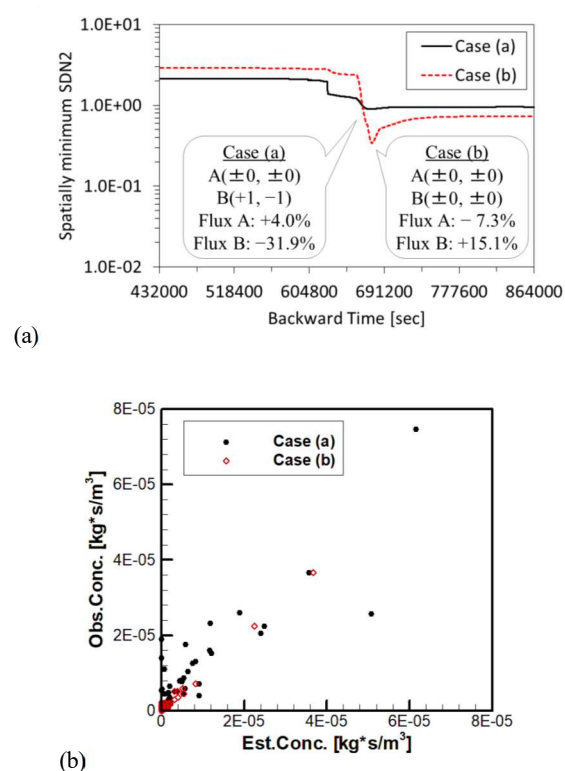 1.0E+01
Case (a)
Case (b)
1.0E+00
1.0E-01
1.0E-02
Spatially minimum SDN2
Case (a)
A(±0, ±0)
B(+1, −1)
Flux A: +4.0%
Flux B: −31.9%
Case (b)
A(±0, ±0)
B(±0, ±0)
Flux A: − 7.3%
Flux B: +15.1%
432000 518400 604800 691200 777600 864000
Backward Time [sec]
(a)
8E-05
Case (a)
Case (b)
6E-05
4E-05
2E-05
0
Obs.Conc. [kg*s/m³]
0 2E-05 4E-05 6E-05 8E-05
Est.Conc. [kg*s/m³]
(b)